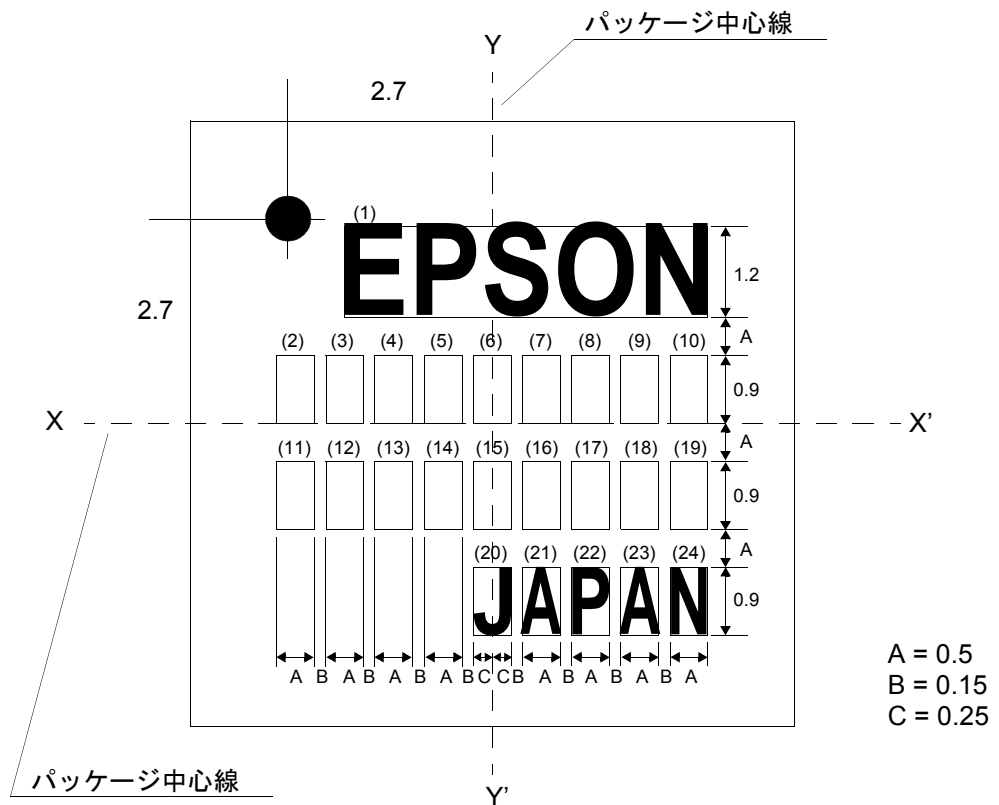 パッケージ中心線
Y
2.7
(1)
EPSON
1.2
2.7
A
(2) (3) (4) (5) (6) (7) (8) (9) (10)
0.9
X X’
A
(11) (12) (13) (14) (15) (16) (17) (18) (19)
0.9
A
(20) (21) (22) (23) (24)
JAPAN
0.9
A B A B A B A B C C B A B A B A B A
A = 0.5
B = 0.15
C = 0.25
パッケージ中心線
Y’